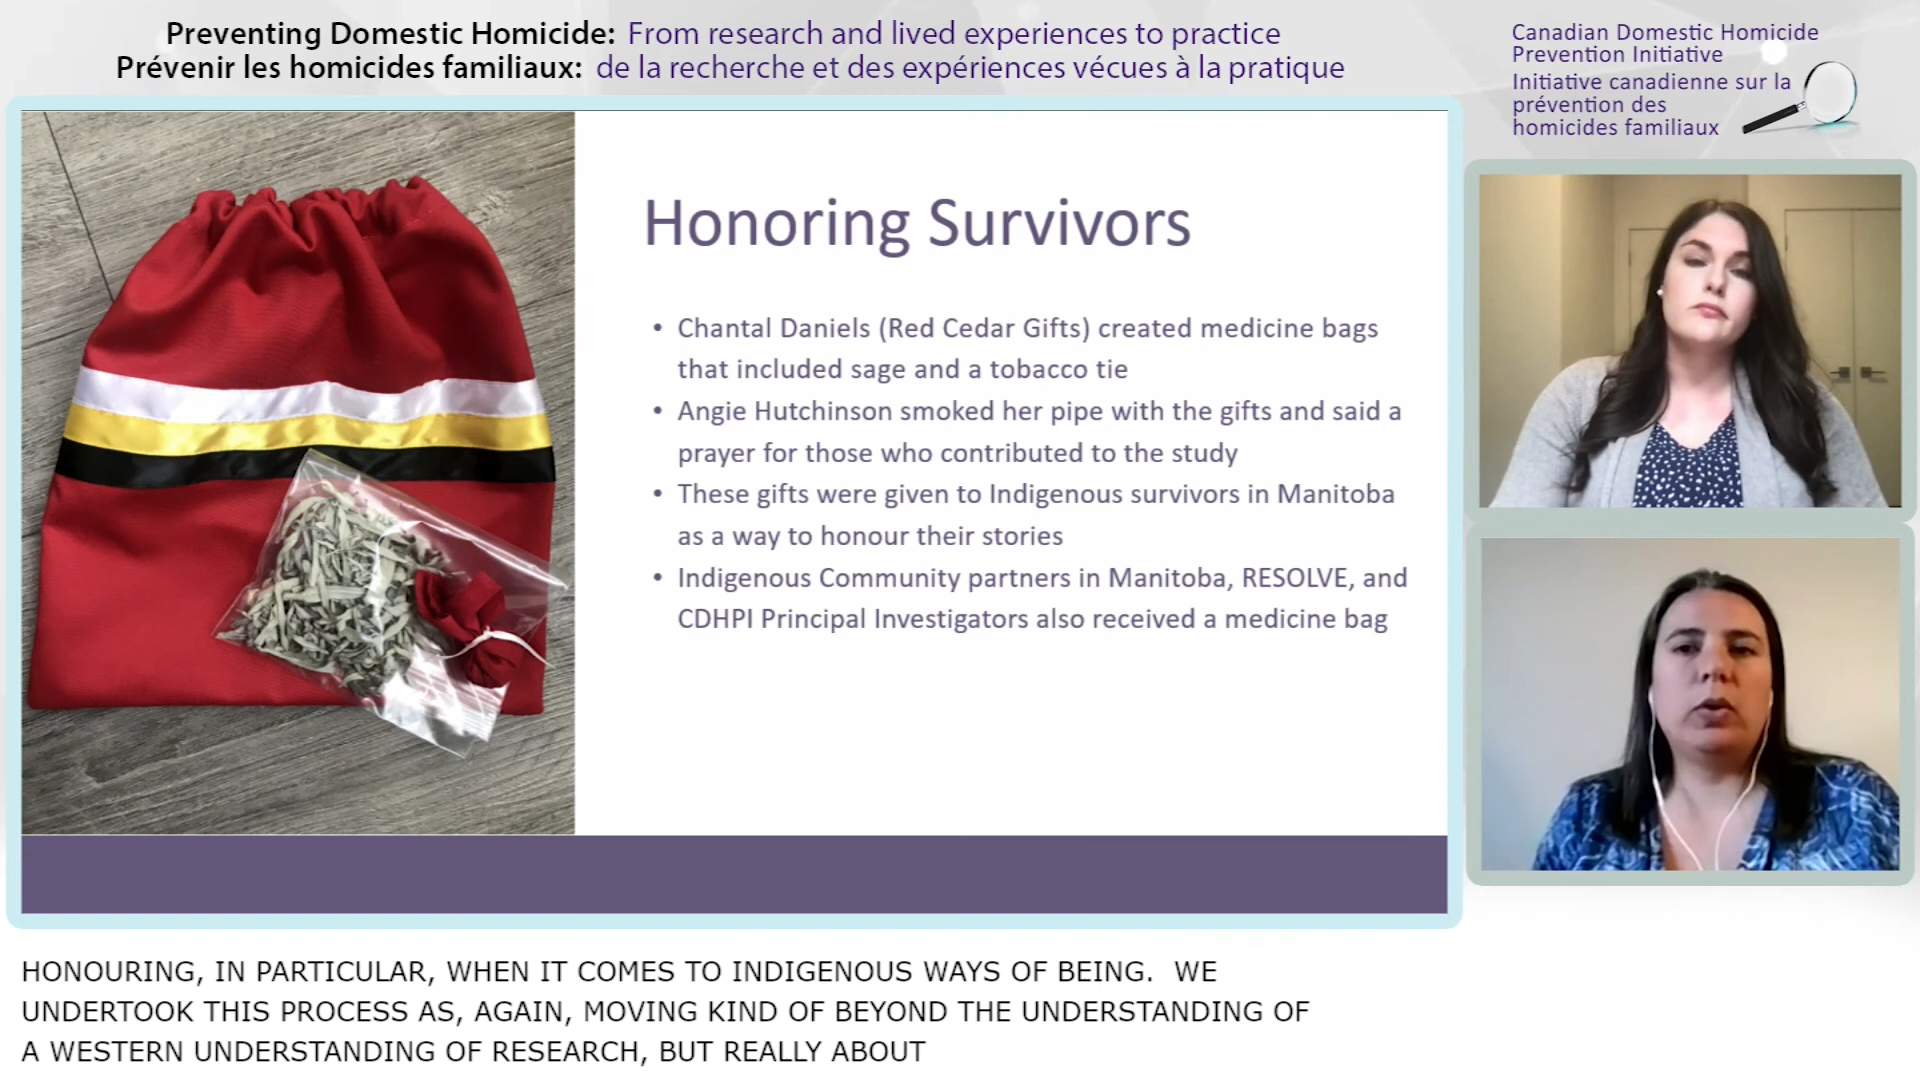 Preventing Domestic Homicide: From research and lived experiences to practice
Prévenir les homicides familiaux: de la recherche et des expériences vécues à la pratique
Canadian Domestic Homicide
Prevention Initiative
Initiative canadienne sur la
prévention des
homicides familiaux
Honoring Survivors
• Chantal Daniels (Red Cedar Gifts) created medicine bags
that included sage and a tobacco tie
• Angie Hutchinson smoked her pipe with the gifts and said a
prayer for those who contributed to the study
• These gifts were given to Indigenous survivors in Manitoba
as a way to honour their stories
• Indigenous Community partners in Manitoba, RESOLVE, and
CDHPI Principal Investigators also received a medicine bag
HONOURING, IN PARTICULAR, WHEN IT COMES TO INDIGENOUS WAYS OF BEING.  WE
UNDERTOOK THIS PROCESS AS, AGAIN, MOVING KIND OF BEYOND THE UNDERSTANDING OF
A WESTERN UNDERSTANDING OF RESEARCH, BUT REALLY ABOUT